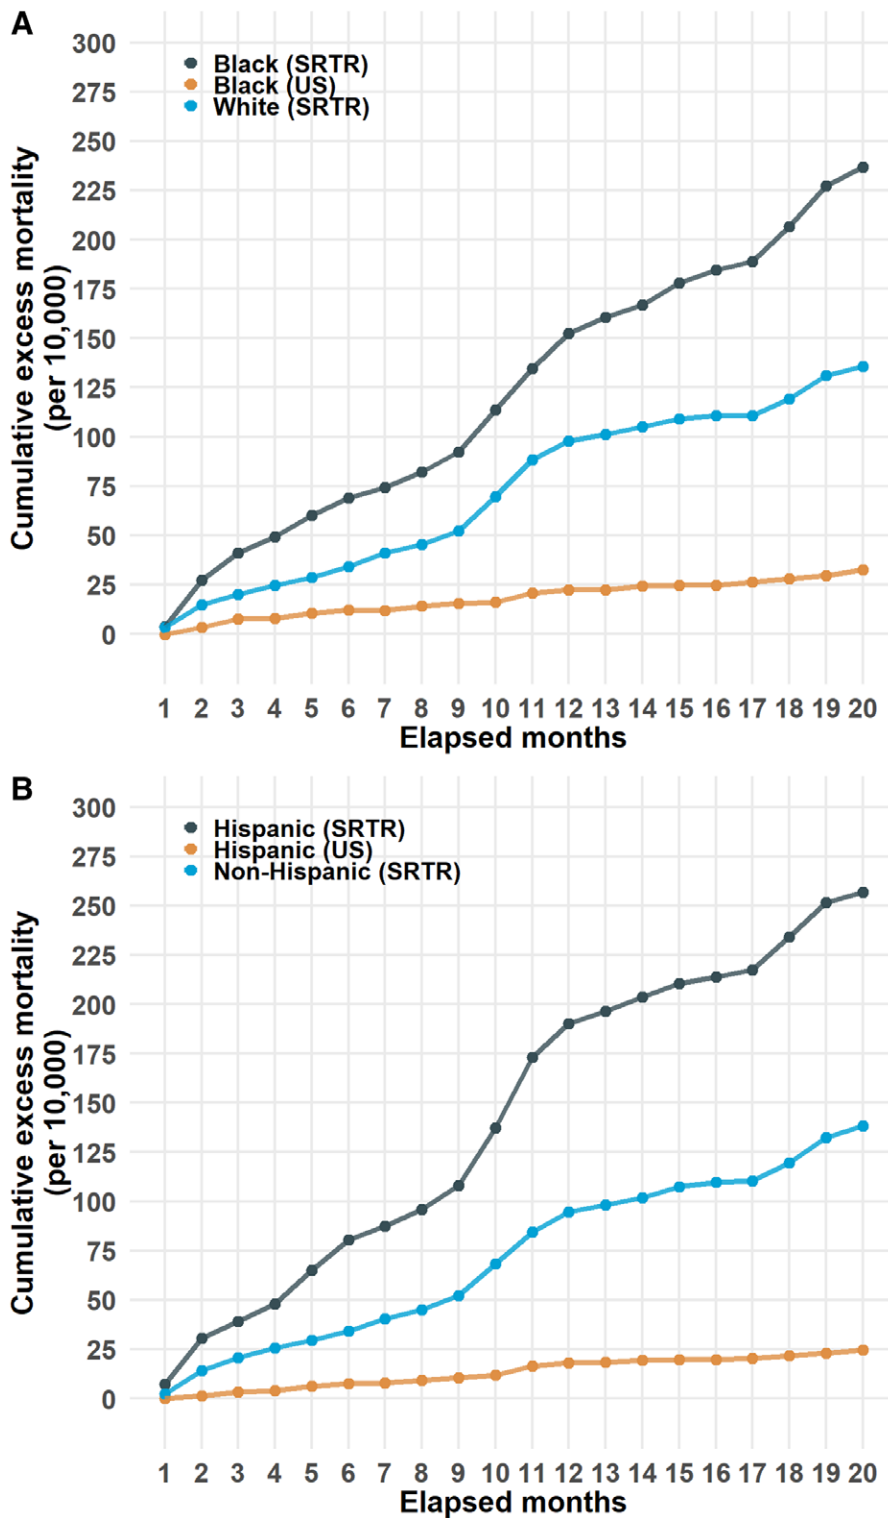 A
300
275
250
225
200
175
150
125
100
75
50
25
0
Cumulative excess mortality
(per 10,000)
Black (SRTR)
Black (US)
White (SRTR)
1 2 3 4 5 6 7 8 9 10 11 12 13 14 15 16 17 18 19 20
Elapsed months
B
300
275
250
225
200
175
150
125
100
75
50
25
0
Cumulative excess mortality
(per 10,000)
Hispanic (SRTR)
Hispanic (US)
Non-Hispanic (SRTR)
1 2 3 4 5 6 7 8 9 10 11 12 13 14 15 16 17 18 19 20
Elapsed months